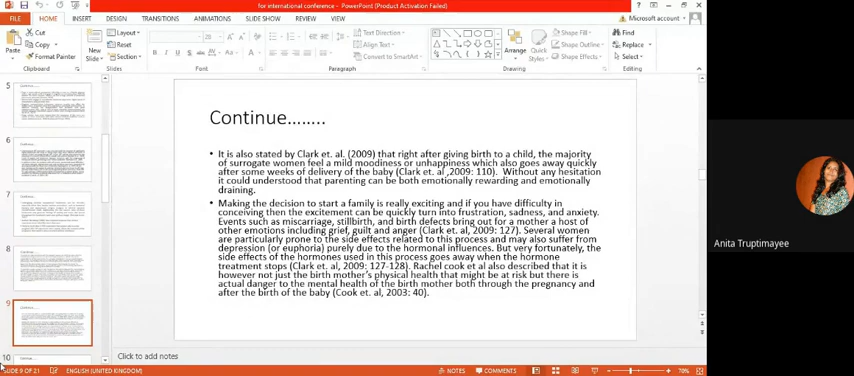 for international conference - PowerPoint (Product Activation Failed)
FILE HOME INSERT DESIGN TRANSITIONS ANIMATIONS SLIDE SHOW REVIEW VIEW Microsoft account
Paste
Cut
Copy
Format Painter
Clipboard
New
Slide
Layout
Reset
Section
Slides
28
Font
Text Direction
Align Text
Convert to SmartArt
Paragraph
Arrange
Quick
Styles
Shape Fill
Shape Outline
Shape Effects
Drawing
Find
Replace
Select
Editing
5
6
7
8
9
10
Continue........
• It is also stated by Clark et. al. (2009) that right after giving birth to a child, the majority
of surrogate women feel a mild moodiness or unhappiness which also goes away quickly
after some weeks of delivery of the baby (Clark et. al ,2009: 110). Without any hesitation
it could understood that parenting can be both emotionally rewarding and emotionally
draining.
• Making the decision to start a family is really exciting and if you have difficulty in
conceiving then the excitement can be quickly turn into frustration, sadness, and anxiety.
Events such as miscarriage, stillbirth, and birth defects bring out for a mother a host of
other emotions including grief, guilt and anger (Clark et. al, 2009: 127). Several women
are particularly prone to the side effects related to this process and may also suffer from
depression (or euphoria) purely due to the hormonal influences. But very fortunately, the
side effects of the hormones used in this process goes away when the hormone
treatment stops (Clark et. al, 2009: 127-128). Rachel cook et al also described that it is
however not just the birth mother's physical health that might be at risk but there is
actual danger to the mental health of the birth mother both through the pregnancy and
after the birth of the baby (Cook et. al, 2003: 40).
Click to add notes
SLIDE 9 OF 21 ENGLISH (UNITED KINGDOM) NOTES COMMENTS 70%
Anita Truptimayee